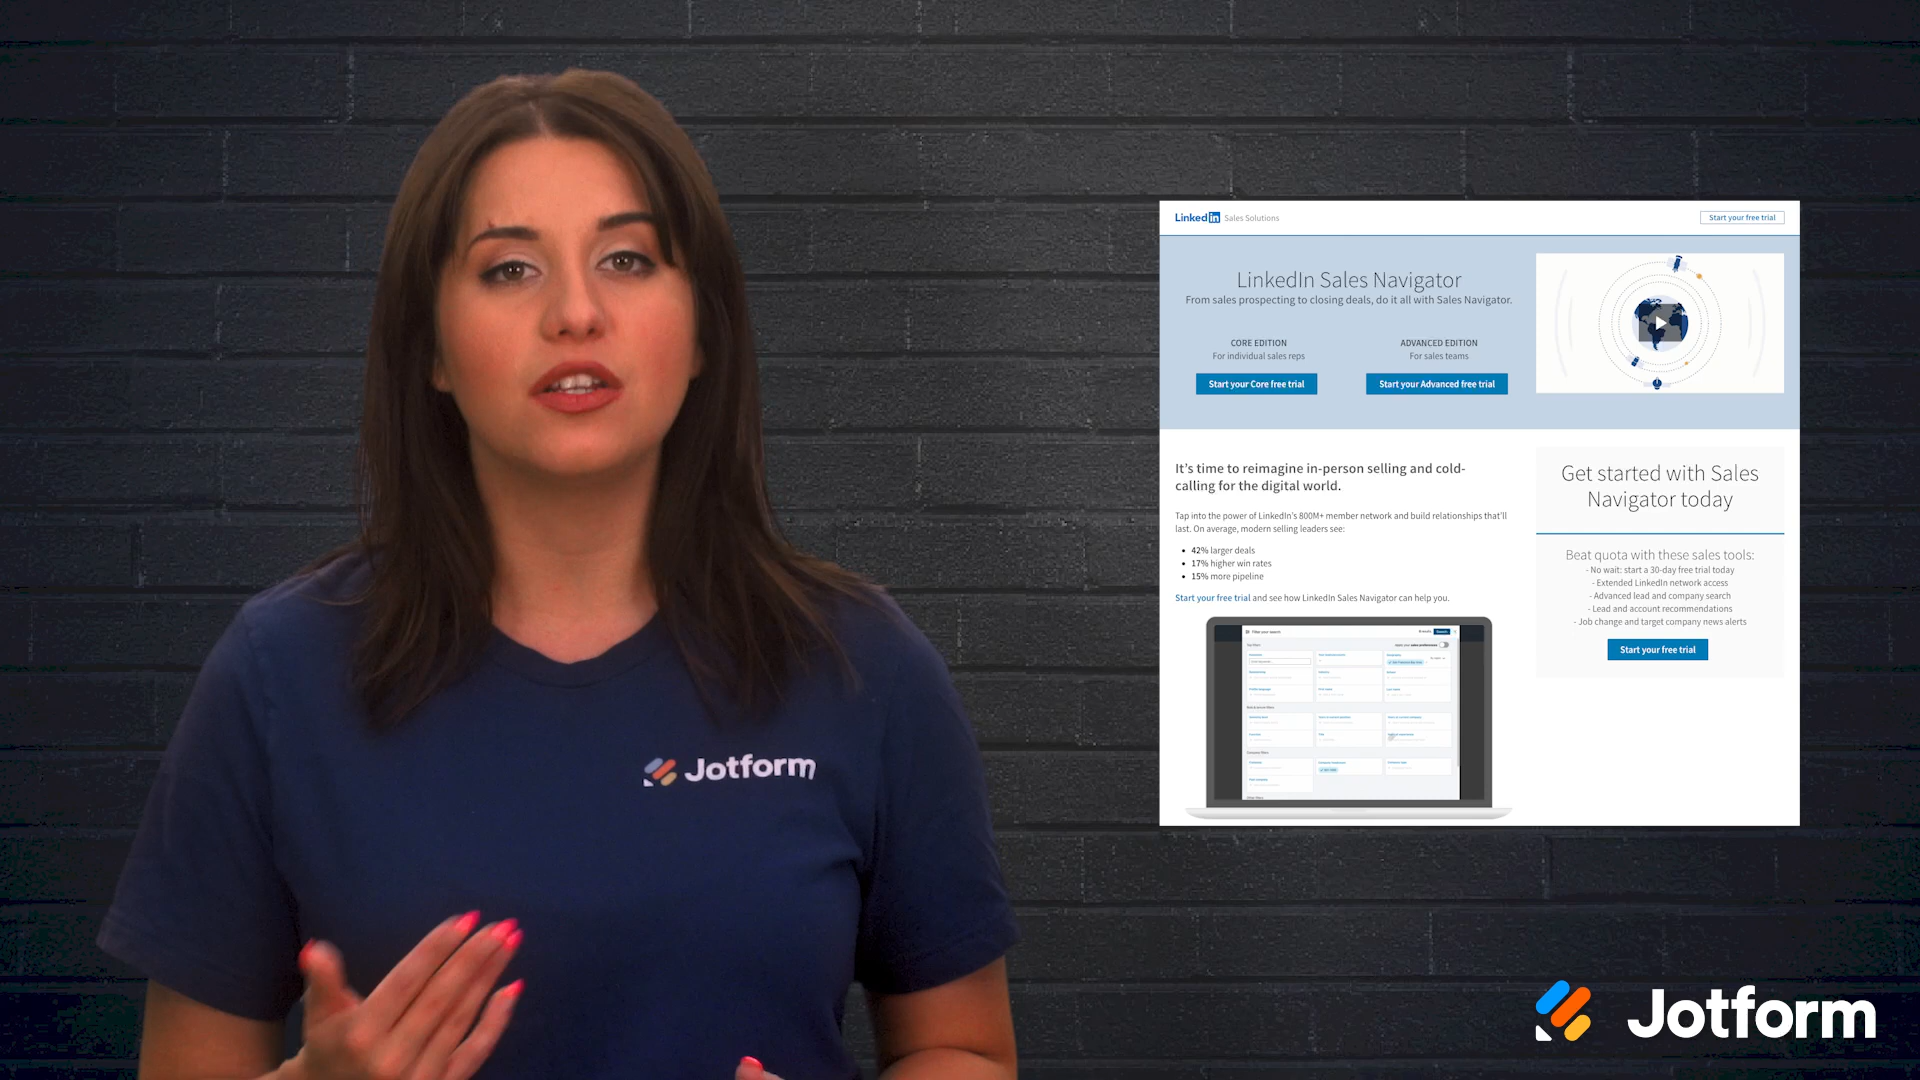 Jotform
Linked in Sales Solutions
Start your free trial
LinkedIn Sales Navigator
From sales prospecting to closing deals, do it all with Sales Navigator.
CORE EDITION
For individual sales reps
Start your Core free trial
ADVANCED EDITION
For sales teams
Start your Advanced free trial
It's time to reimagine in-person selling and cold-
calling for the digital world.
Tap into the power of LinkedIn's 800M+ member network and build relationships that'll
last. On average, modern selling leaders see:
• 42% larger deals
• 17% higher win rates
• 15% more pipeline
Start your free trial and see how LinkedIn Sales Navigator can help you.
Filter your search
Get started with Sales
Navigator today
Beat quota with these sales tools:
- No wait: start a 30-day free trial today
- Extended LinkedIn network access
- Advanced lead and company search
- Lead and account recommendations
- Job change and target company news alerts
Start your free trial
Jotform